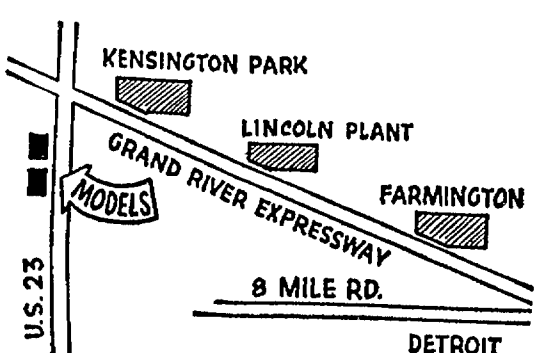 KENSINGTON PARK
LINCOLN PLANT
GRAND RIVER EXPRESSWAY
FARMINGTON
MODELS
U.S. 23
8 MILE RD.
DETROIT